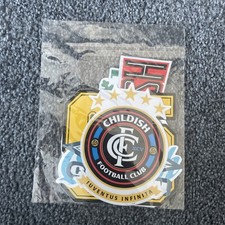 CHILDISH
CFC
FOOTBALL CLUB
JUVENTUS INFINITA